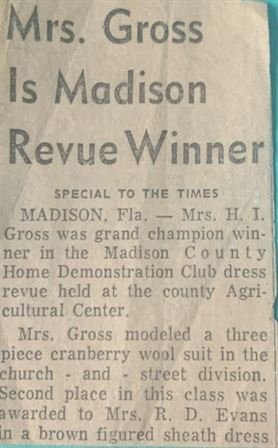 Mrs. Gross
Is Madison
Revue Winner
SPECIAL TO THE TIMES
MADISON, Fla. — Mrs. H. I.
Gross was grand champion win-
ner in the Madison County
Home Demonstration Club dress
revue held at the county Agri-
cultural Center.
Mrs. Gross modeled a three
piece cranberry wool suit in the
church - and - street division.
Second place in this class was
awarded to Mrs. R. D. Evans
in a brown figured sheath dress